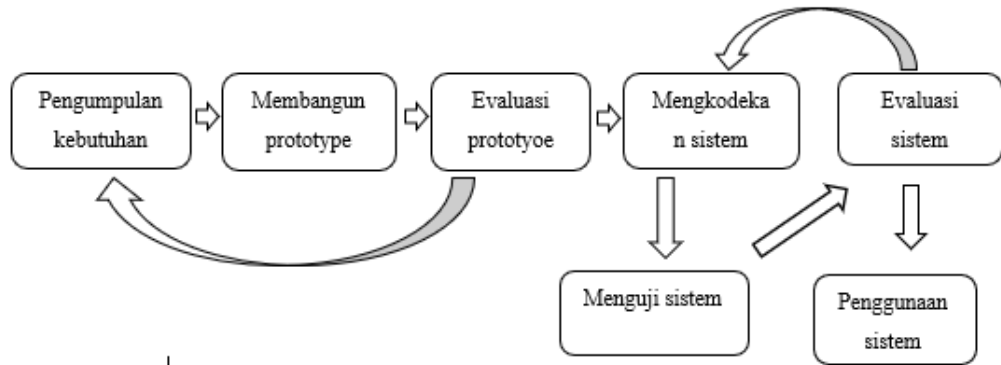 Pengumpulan
kebutuhan
Membangun
prototype
Evaluasi
prototyoe
Mengkodeka
n sistem
Evaluasi
sistem
Menguji sistem
Penggunaan
sistem